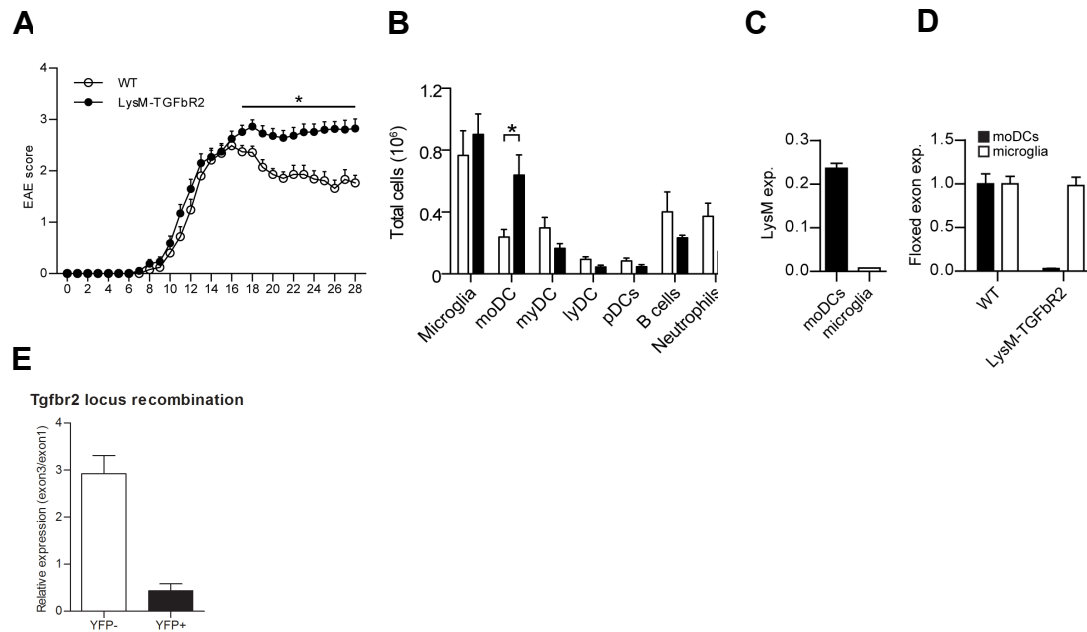 A
4
3
2
1
0
EAE score
WT
LysM-TGFbR2
*
0 2 4 6 8 10 12 14 16 18 20 22 24 26 28
B
1.2
0.8
0.4
0
Total cells (10⁶)
*
Microglia
moDC
myDC
lyDC
pDCs
B cells
Neutrophils
C
0.3
0.2
0.1
0.0
LysM exp.
moDCs
microglia
D
moDCs
microglia
1.5
1.0
0.5
0.0
Floxed exon exp.
WT
LysM-TGFbR2
E
Tgfbr2 locus recombination
4
3
2
1
0
Relative expression (exon3/exon1)
YFP-
YFP+